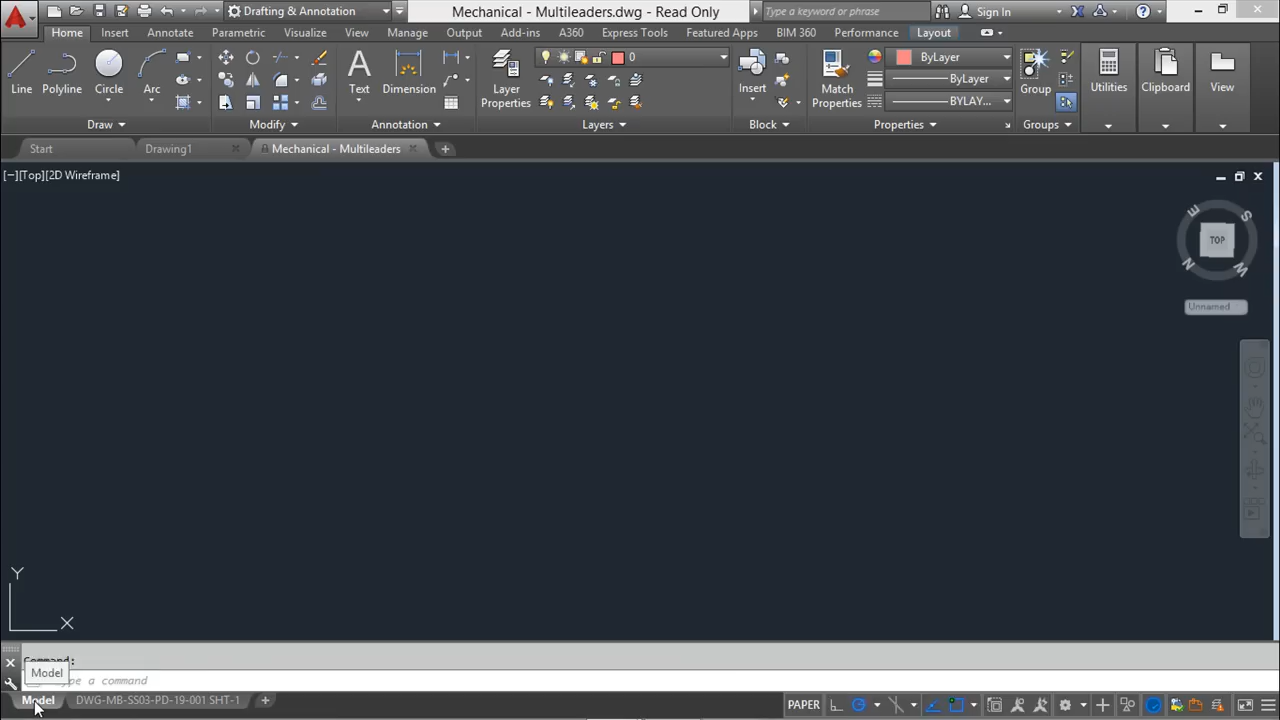 Drafting & Annotation
Mechanical - Multileaders.dwg - Read Only
Type a keyword or phrase
Sign In
Home Insert Annotate Parametric Visualize View Manage Output Add-ins A360 Express Tools Featured Apps BIM 360 Performance Layout
Line Polyline Circle Arc
Text Dimension
Layer Properties
0
Insert
Match Properties
ByLayer
ByLayer
BYLAY...
Group
Utilities
Clipboard
View
Draw Modify Annotation Layers Block Properties Groups
Start Drawing1 Mechanical - Multileaders
[−][Top][2D Wireframe]
E S
TOP
N W
Unnamed
Y
X
Command:
Model
Type a command
Model DWG-MB-SS03-PD-19-001 SHT-1
PAPER